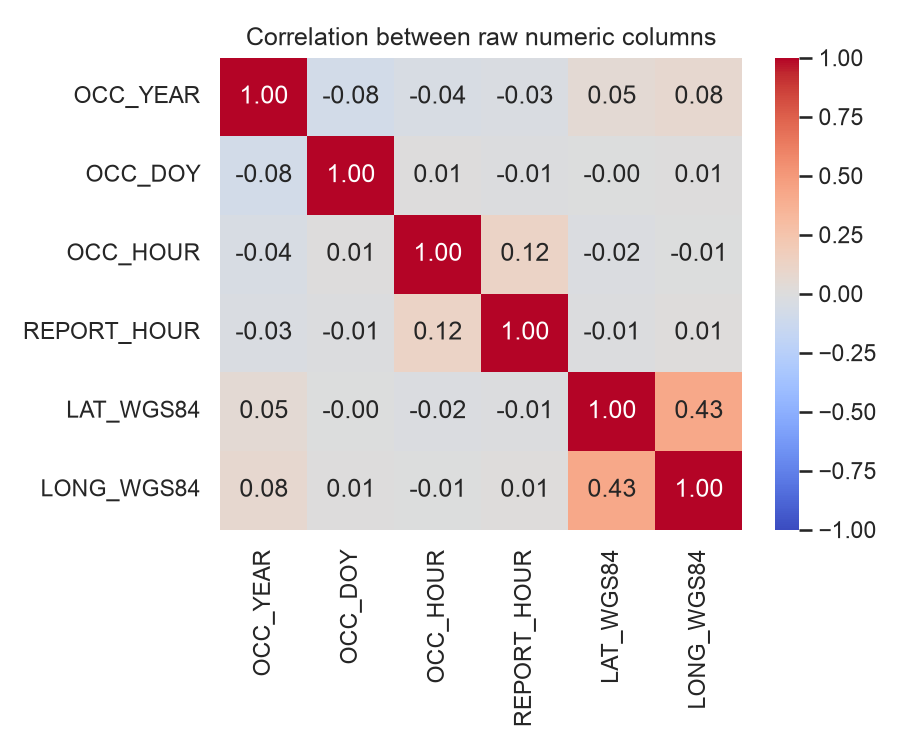 Correlation between raw numeric columns
OCC_YEAR 1.00 -0.08 -0.04 -0.03 0.05 0.08
OCC_DOY -0.08 1.00 0.01 -0.01 -0.00 0.01
OCC_HOUR -0.04 0.01 1.00 0.12 -0.02 -0.01
REPORT_HOUR -0.03 -0.01 0.12 1.00 -0.01 0.01
LAT_WGS84 0.05 -0.00 -0.02 -0.01 1.00 0.43
LONG_WGS84 0.08 0.01 -0.01 0.01 0.43 1.00
OCC_YEAR
OCC_DOY
OCC_HOUR
REPORT_HOUR
LAT_WGS84
LONG_WGS84
1.00
0.75
0.50
0.25
0.00
−0.25
−0.50
−0.75
−1.00